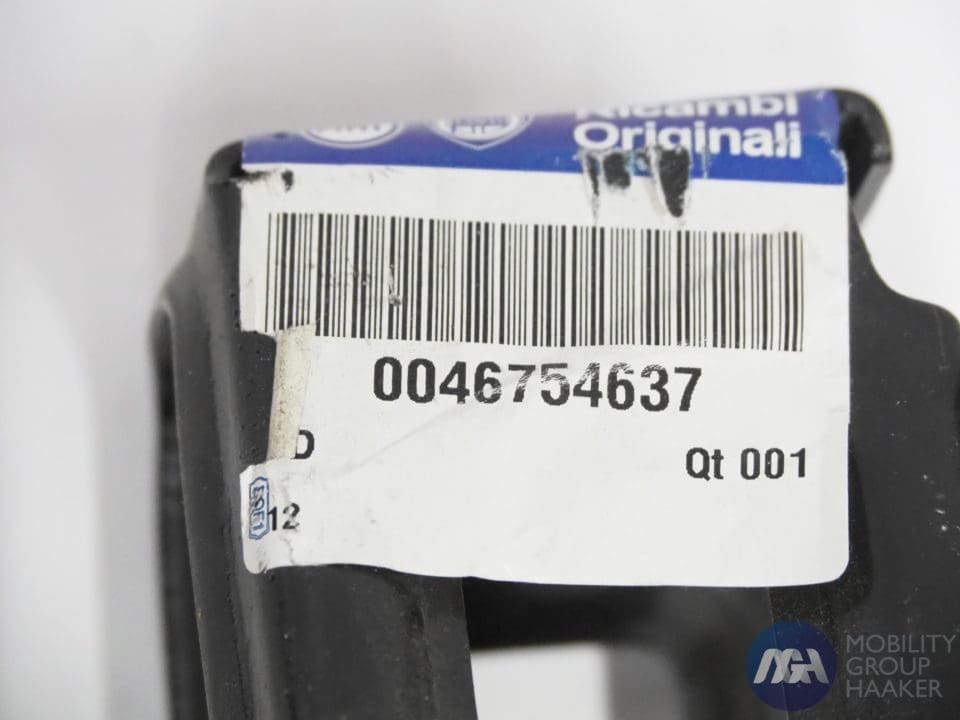 Ricambi
Originali
0046754637
D
Qt 001
12
MOBILITY
GROUP
HAAKER